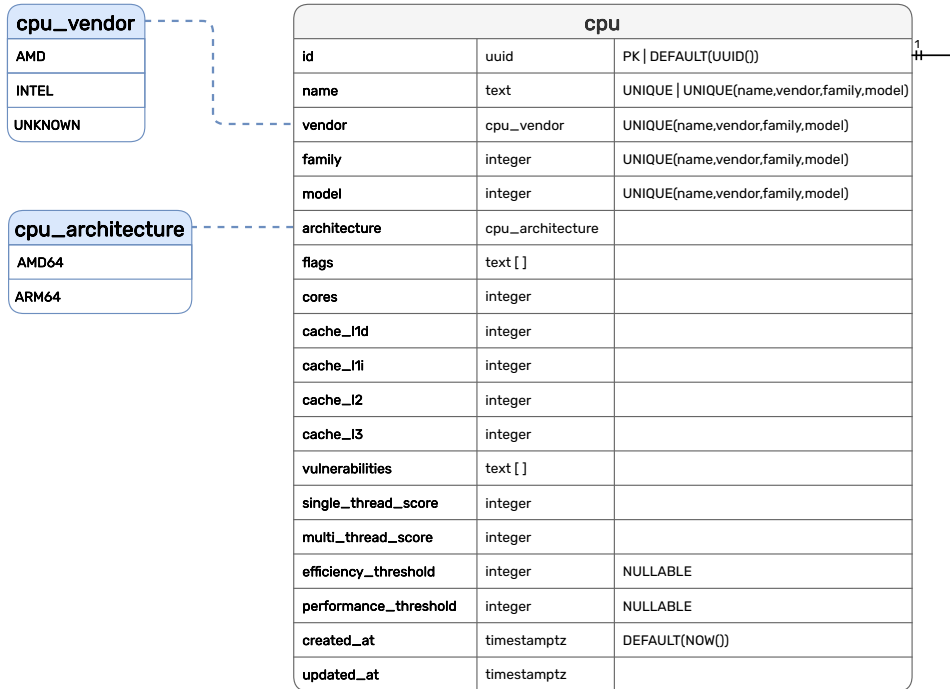 cpu_vendor
AMD
INTEL
UNKNOWN
cpu_architecture
AMD64
ARM64
cpu
id uuid PK | DEFAULT(UUID())
name text UNIQUE | UNIQUE(name,vendor,family,model)
vendor cpu_vendor UNIQUE(name,vendor,family,model)
family integer UNIQUE(name,vendor,family,model)
model integer UNIQUE(name,vendor,family,model)
architecture cpu_architecture
flags text [ ]
cores integer
cache_l1d integer
cache_l1i integer
cache_l2 integer
cache_l3 integer
vulnerabilities text [ ]
single_thread_score integer
multi_thread_score integer
efficiency_threshold integer NULLABLE
performance_threshold integer NULLABLE
created_at timestamptz DEFAULT(NOW())
updated_at timestamptz
1